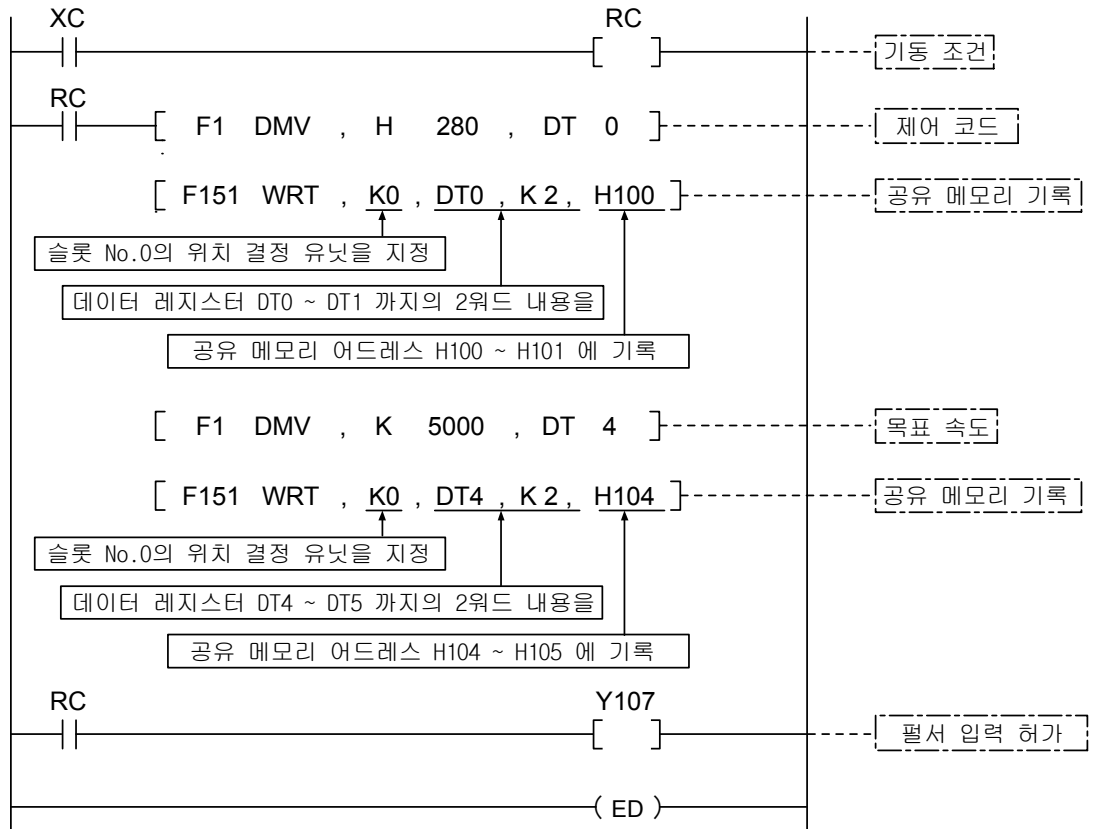 XC RC
기동 조건
RC
[ F1 DMV , H 280 , DT 0 ] 제어 코드
[ F151 WRT , K0 , DT0 , K 2 , H100 ] 공유 메모리 기록
슬롯 No.0의 위치 결정 유닛을 지정
데이터 레지스터 DT0 ~ DT1 까지의 2워드 내용을
공유 메모리 어드레스 H100 ~ H101 에 기록
[ F1 DMV , K 5000 , DT 4 ] 목표 속도
[ F151 WRT , K0 , DT4 , K 2 , H104 ] 공유 메모리 기록
슬롯 No.0의 위치 결정 유닛을 지정
데이터 레지스터 DT4 ~ DT5 까지의 2워드 내용을
공유 메모리 어드레스 H104 ~ H105 에 기록
RC Y107
펄서 입력 허가
( ED )